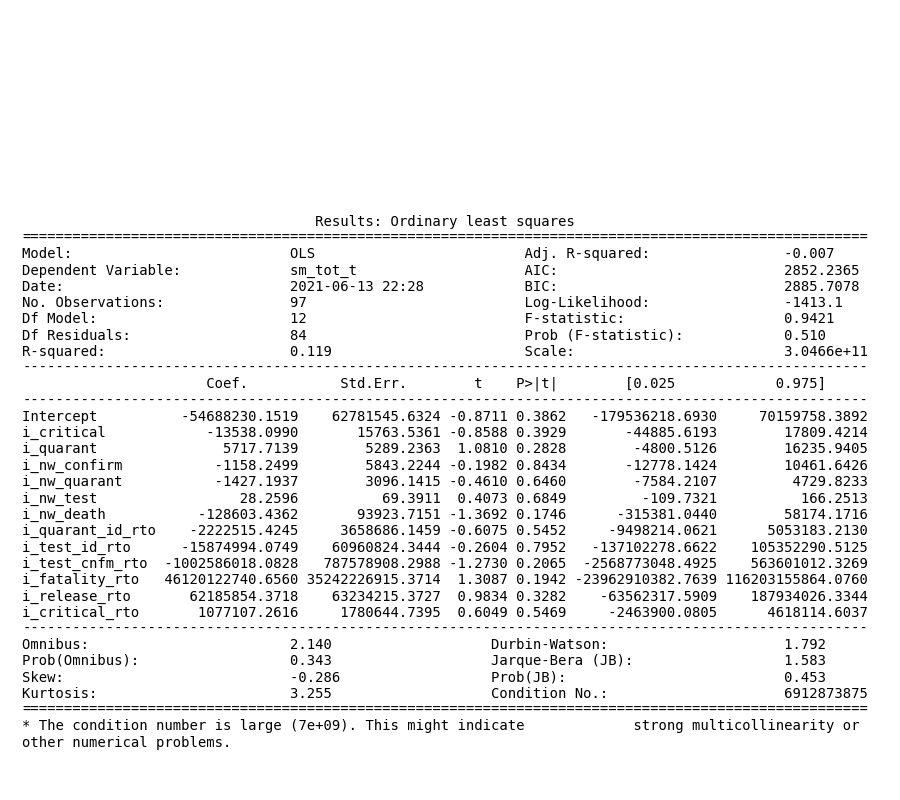 Results: Ordinary least squares
==========================================================================================
Model: OLS Adj. R-squared: -0.007
Dependent Variable: sm_tot_t AIC: 2852.2365
Date: 2021-06-13 22:28 BIC: 2885.7078
No. Observations: 97 Log-Likelihood: -1413.1
Df Model: 12 F-statistic: 0.9421
Df Residuals: 84 Prob (F-statistic): 0.510
R-squared: 0.119 Scale: 3.0466e+11
------------------------------------------------------------------------------------------
Coef. Std.Err. t P>|t| [0.025 0.975]
------------------------------------------------------------------------------------------
Intercept -54688230.1519 62781545.6324 -0.8711 0.3862 -179536218.6930 70159758.3892
i_critical -13538.0990 15763.5361 -0.8588 0.3929 -44885.6193 17809.4214
i_quarant 5717.7139 5289.2363 1.0810 0.2828 -4800.5126 16235.9405
i_nw_confirm -1158.2499 5843.2244 -0.1982 0.8434 -12778.1424 10461.6426
i_nw_quarant -1427.1937 3096.1415 -0.4610 0.6460 -7584.2107 4729.8233
i_nw_test 28.2596 69.3911 0.4073 0.6849 -109.7321 166.2513
i_nw_death -128603.4362 93923.7151 -1.3692 0.1746 -315381.0440 58174.1716
i_quarant_id_rto -2222515.4245 3658686.1459 -0.6075 0.5452 -9498214.0621 5053183.2130
i_test_id_rto -15874994.0749 60960824.3444 -0.2604 0.7952 -137102278.6622 105352290.5125
i_test_cnfm_rto -1002586018.0828 787578908.2988 -1.2730 0.2065 -2568773048.4925 563601012.3269
i_fatality_rto 46120122740.6560 35242226915.3714 1.3087 0.1942 -23962910382.7639 116203155864.0760
i_release_rto 62185854.3718 63234215.3727 0.9834 0.3282 -63562317.5909 187934026.3344
i_critical_rto 1077107.2616 1780644.7395 0.6049 0.5469 -2463900.0805 4618114.6037
------------------------------------------------------------------------------------------
Omnibus: 2.140 Durbin-Watson: 1.792
Prob(Omnibus): 0.343 Jarque-Bera (JB): 1.583
Skew: -0.286 Prob(JB): 0.453
Kurtosis: 3.255 Condition No.: 6912873875
==========================================================================================
* The condition number is large (7e+09). This might indicate strong multicollinearity or
other numerical problems.